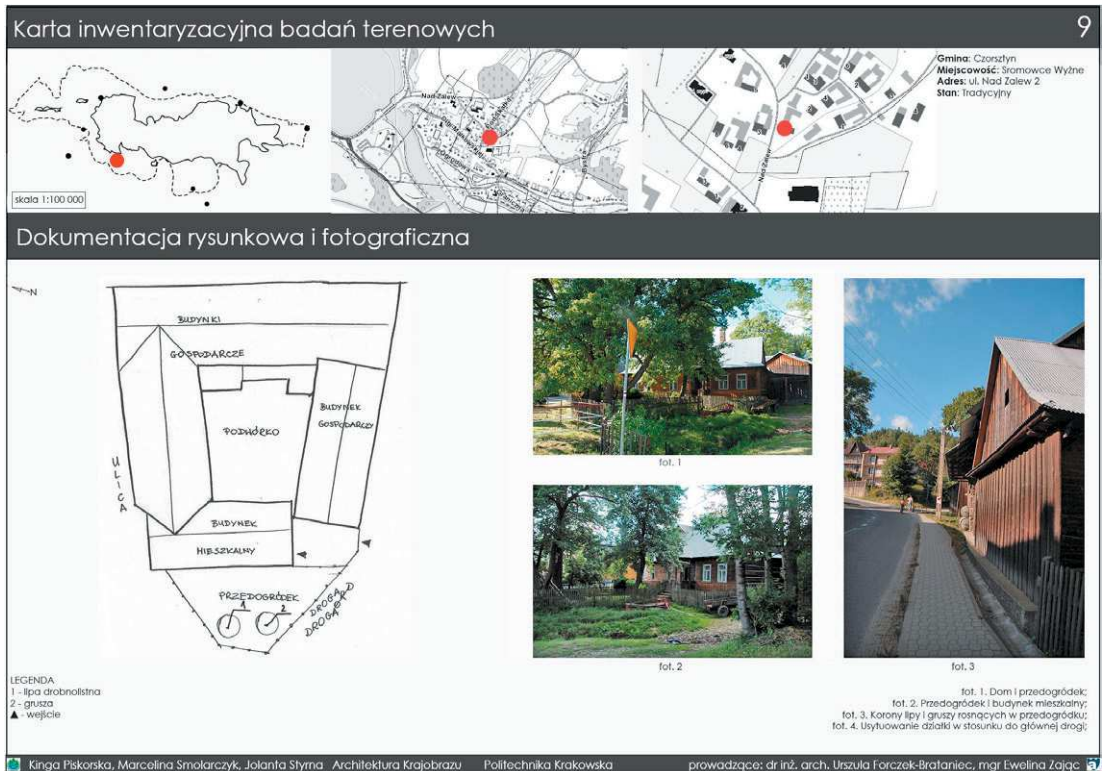 Karta inwentaryzacyjna badań terenowych
9
skala 1:100 000
Nad Zalew
Nad Zalew
Gmina: Czorsztyn
Miejscowość: Sromowce Wyżne
Adres: ul. Nad Zalew 2
Stan: Tradycyjny
Dokumentacja rysunkowa i fotograficzna
N
BUDYNKI
GOSPODARCZE
BUDYNEK
GOSPODARCZY
PODWÓRKO
ULICA
BUDYNEK
MIESZKALNY
PRZEDOGRÓDEK
1
2
DROGA
DROGA
fot. 1
fot. 2
fot. 3
LEGENDA
1 - lipa drobnolistna
2 - grusza
▲ - wejście
fot. 1. Dom i przedogródek;
fot. 2. Przedogródek i budynek mieszkalny;
fot. 3. Korony lipy i gruszy rosnących w przedogródku;
fot. 4. Usytuowanie działki w stosunku do głównej drogi;
Kinga Piskorska, Marcelina Smolarczyk, Jolanta Styrna Architektura Krajobrazu Politechnika Krakowska prowadzące: dr inż. arch. Urszula Forczek-Brataniec, mgr Ewelina Zając